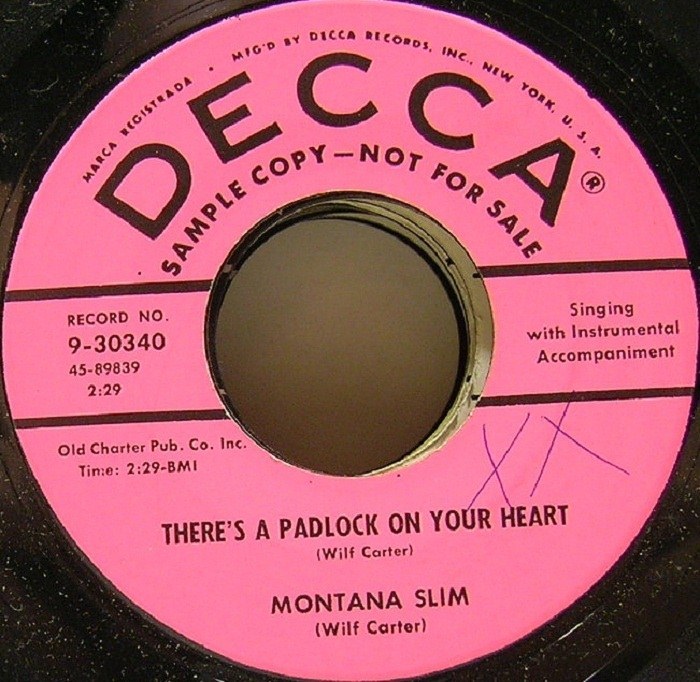 MARCA REGISTRADA • MFG'D BY DECCA RECORDS, INC., NEW YORK, U. S. A.
DECCA®
SAMPLE COPY—NOT FOR SALE
RECORD NO.
9-30340
45-89839
2:29
Singing
with Instrumental
Accompaniment
Old Charter Pub. Co. Inc.
Time: 2:29-BMI
XX
THERE'S A PADLOCK ON YOUR HEART
(Wilf Carter)
MONTANA SLIM
(Wilf Carter)